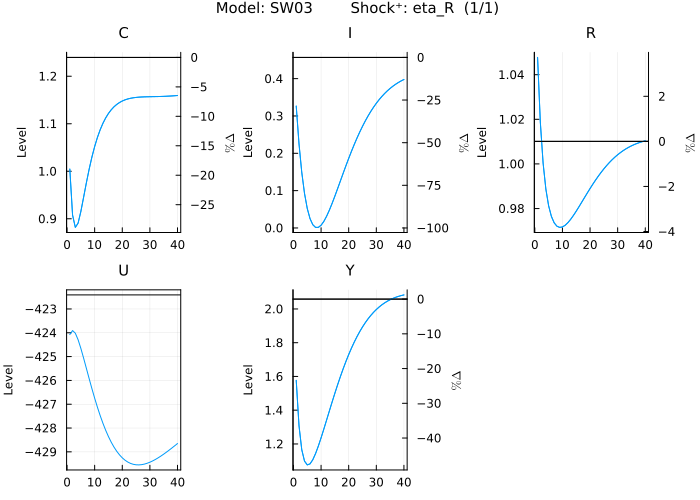 Model: SW03 Shock⁺: eta_R (1/1)
C I R
Level
1.2
1.1
1.0
0.9
0
−5
−10
−15
−20
−25
%Δ
0 10 20 30 40
Level
0.4
0.3
0.2
0.1
0.0
0
−25
−50
−75
−100
%Δ
0 10 20 30 40
Level
1.04
1.02
1.00
0.98
2
0
−2
−4
%Δ
0 10 20 30 40
U Y
Level
−423
−424
−425
−426
−427
−428
−429
0 10 20 30 40
Level
2.0
1.8
1.6
1.4
1.2
0
−10
−20
−30
−40
%Δ
0 10 20 30 40